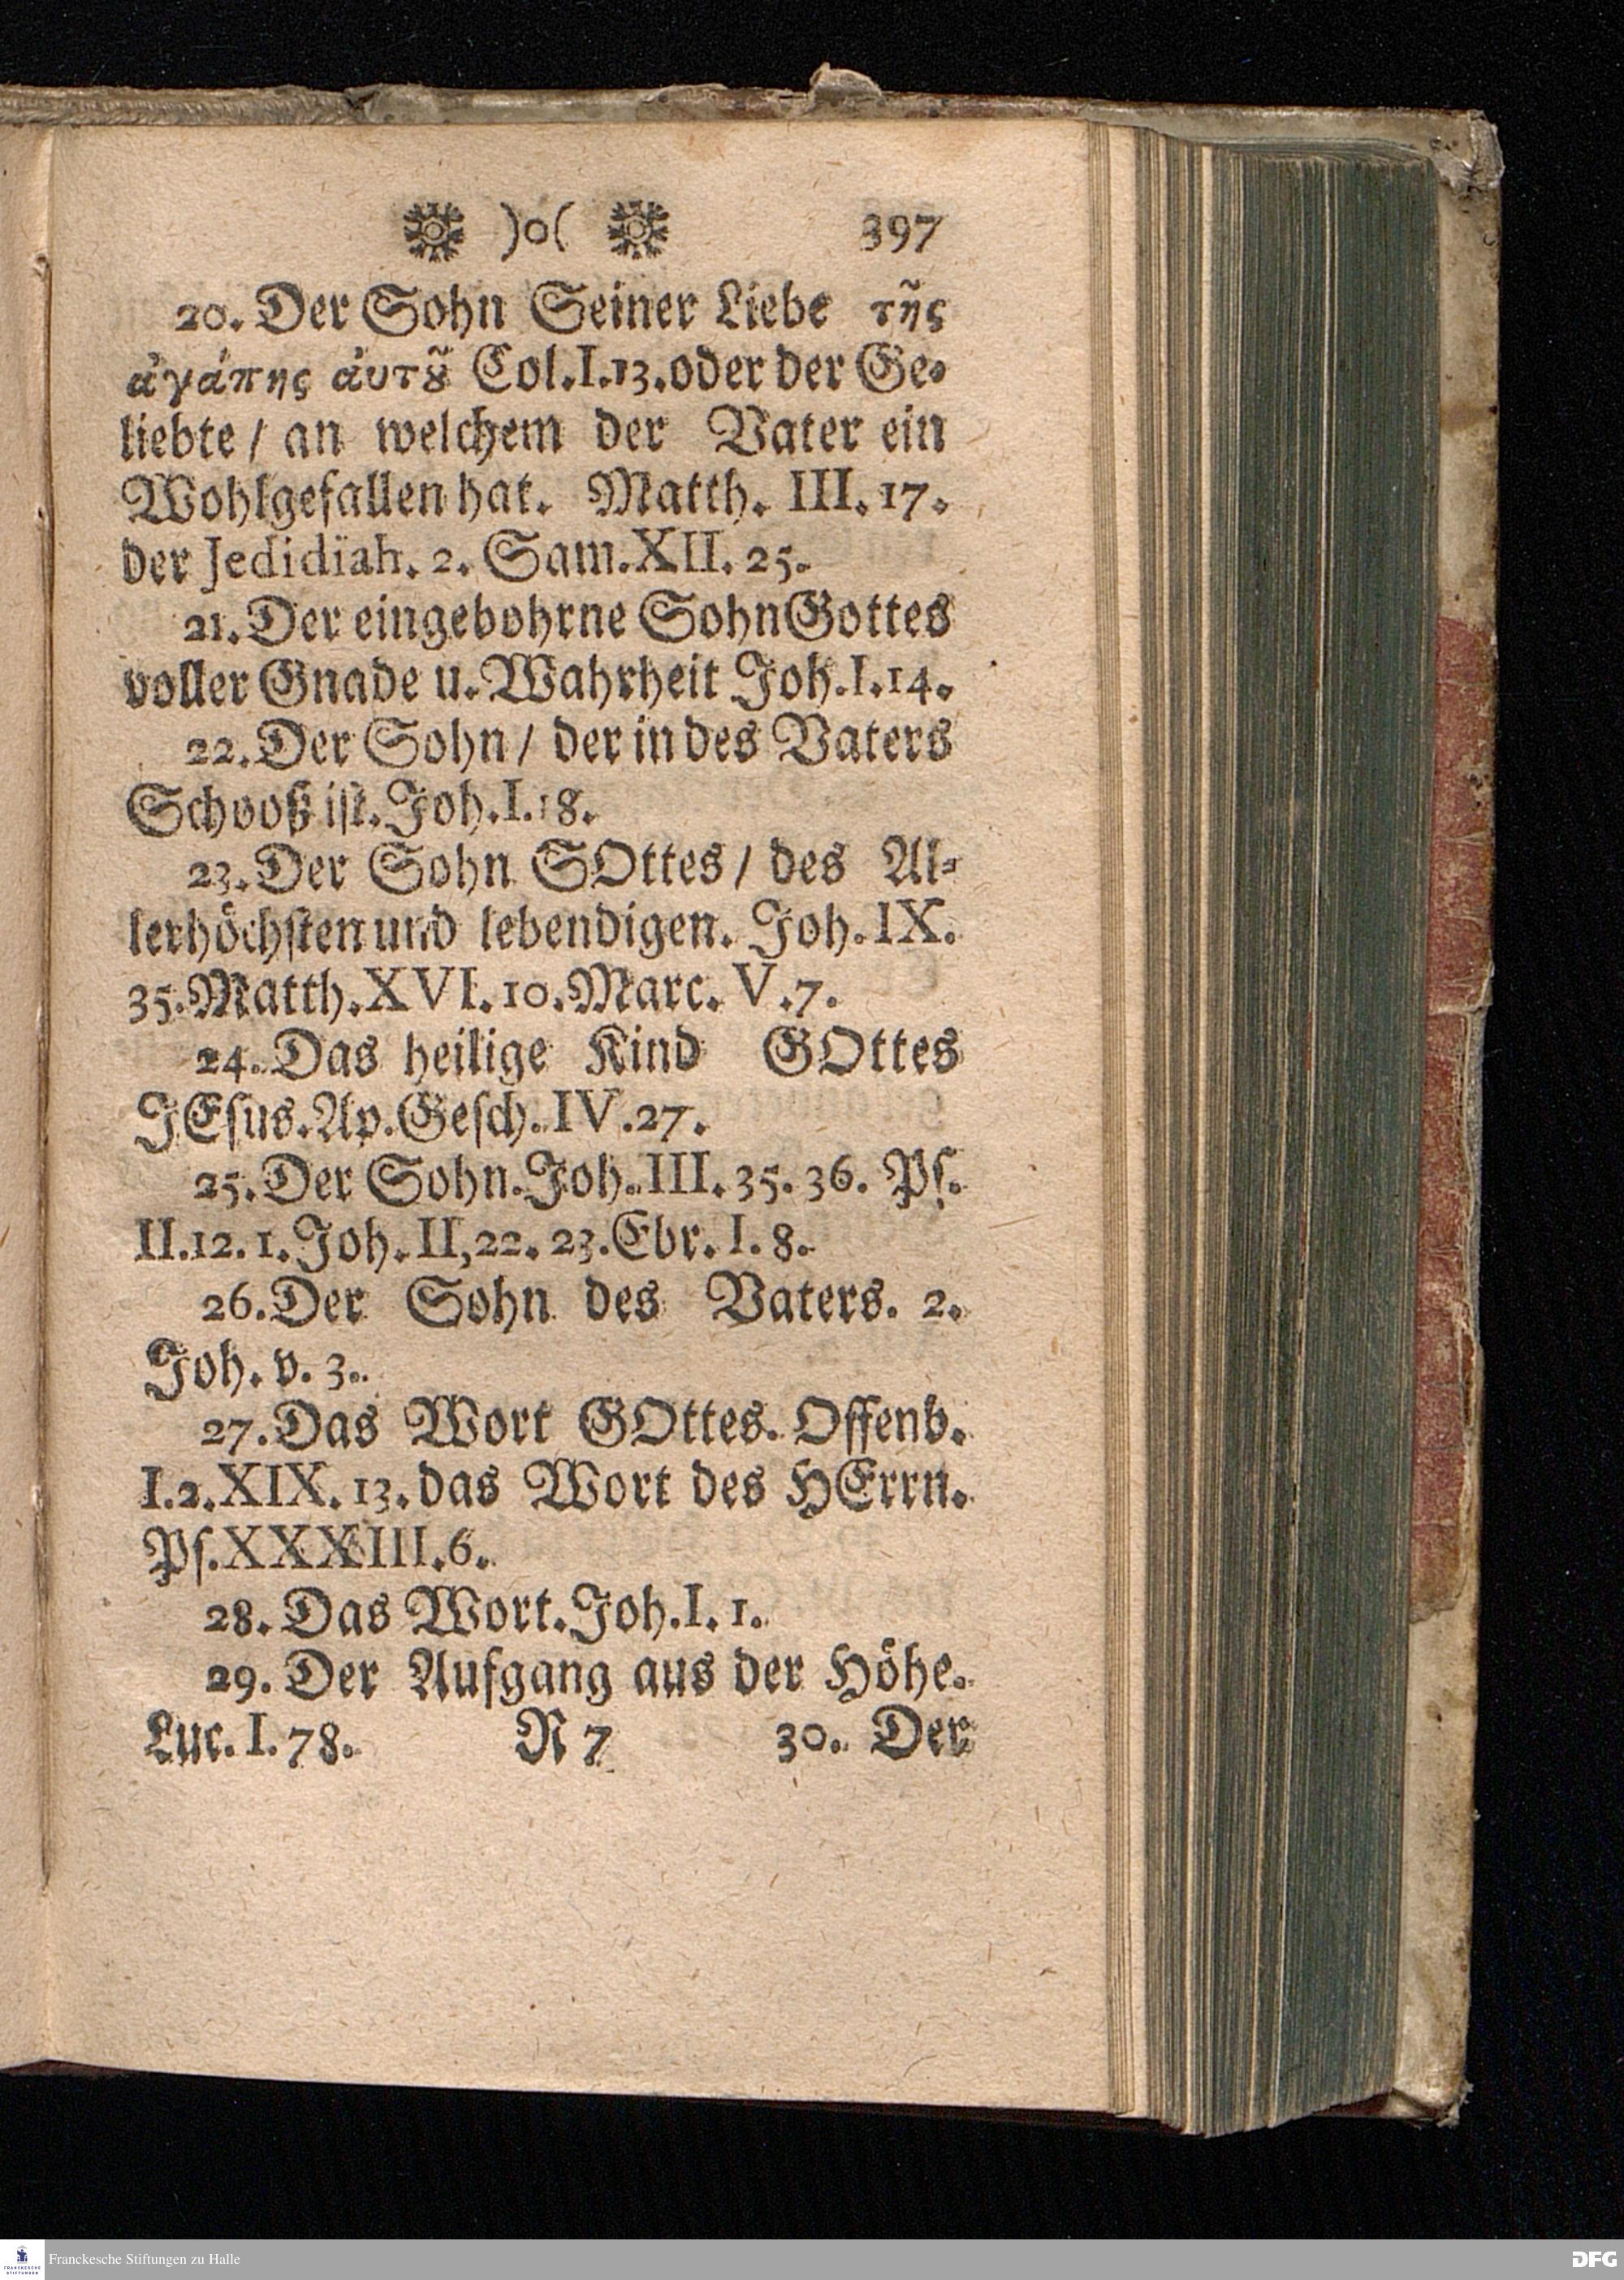 )o( 397
20. Der Sohn Seiner Liebe τῆς
ἀγάπης ἀυτȣ͂ Col. I. 13. oder der Ge-
liebte / an welchem der Vater ein
Wohlgefallen hat. Matth. III. 17.
der Jedidiah. 2. Sam. XII. 25.
21. Der eingebohrne Sohn Gottes
voller Gnade u. Wahrheit Joh. I. 14.
22. Der Sohn / der in des Vaters
Schooß ist. Joh. I. 18.
23. Der Sohn SOttes / des Al-
lerhöchsten und lebendigen. Joh. IX.
35. Matth. XVI. 10. Marc. V. 7.
24. Das heilige Kind GOttes
JEsus. Ap. Gesch. IV. 27.
25. Der Sohn. Joh. III. 35. 36. Ps.
II. 12. 1. Joh. II, 22. 23. Ebr. I. 8.
26. Der Sohn des Vaters. 2.
Joh. v. 3.
27. Das Wort GOttes. Offenb.
I. 2. XIX. 13. das Wort des HErrn.
Ps. XXXIII. 6.
28. Das Wort. Joh. I. 1.
29. Der Aufgang aus der Höhe.
Luc. I. 78. R 7 30. Der
FRANCKESCHE STIFTUNGEN
Franckesche Stiftungen zu Halle
DFG